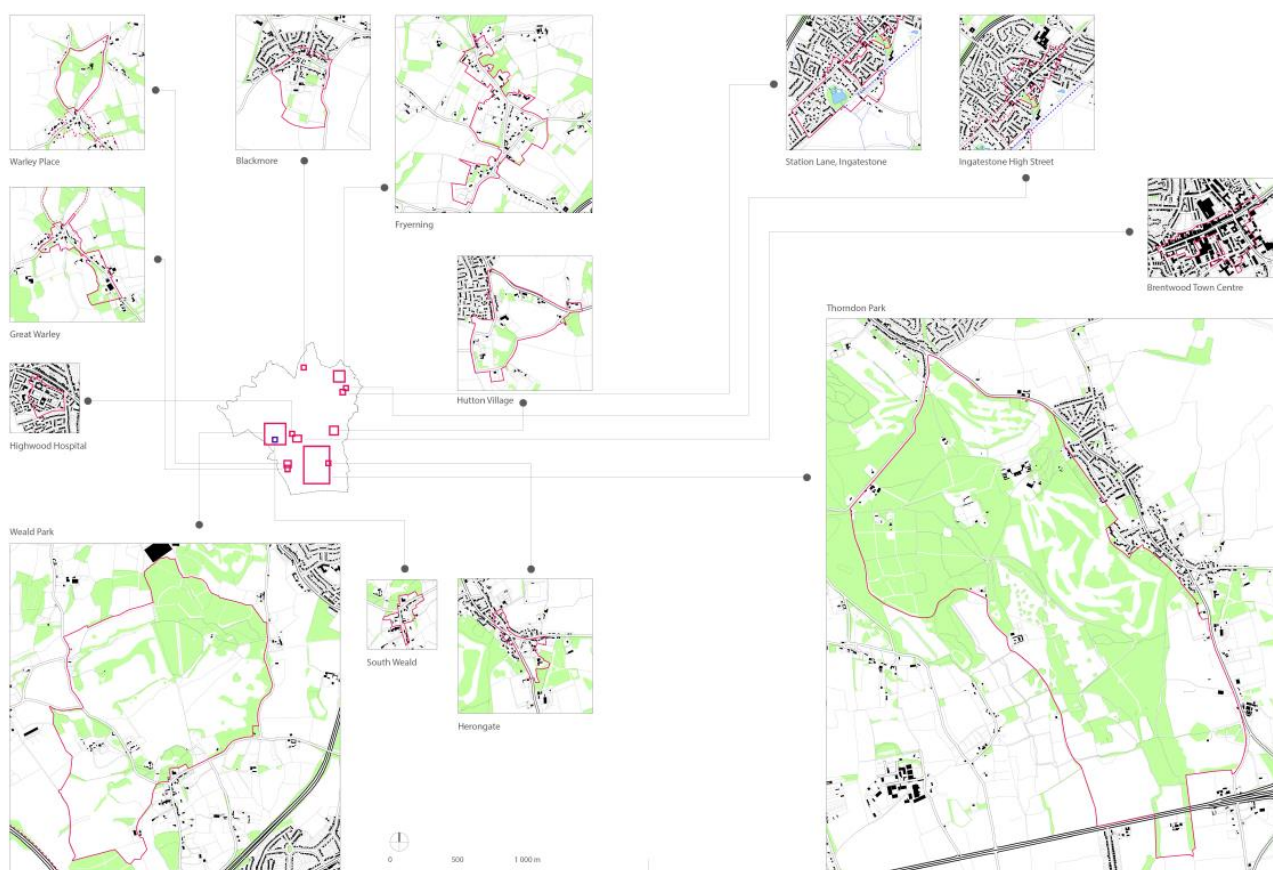 Warley Place
Blackmore
Fryerning
Station Lane, Ingatestone
Ingatestone High Street
Great Warley
Brentwood Town Centre
Hutton Village
Thorndon Park
Highwood Hospital
Weald Park
South Weald
Herongate
0 500 1 000 m